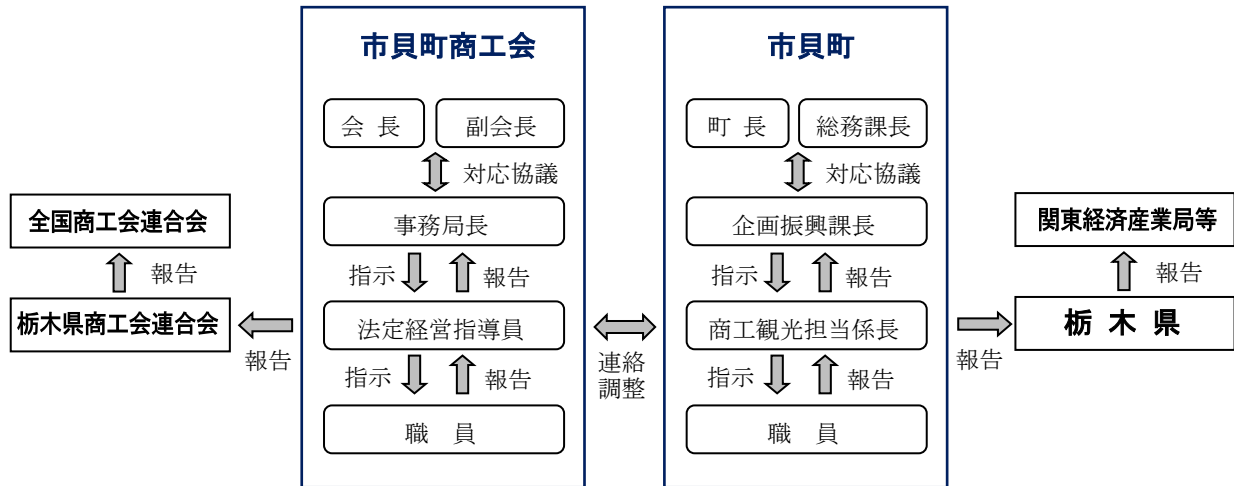 市貝町商工会
市貝町
会 長
副会長
町 長
総務課長
対応協議
対応協議
全国商工会連合会
事務局長
企画振興課長
関東経済産業局等
報告
指示
報告
指示
報告
報告
栃木県商工会連合会
法定経営指導員
商工観光担当係長
栃 木 県
報告
連絡
調整
報告
指示
報告
指示
報告
職 員
職 員